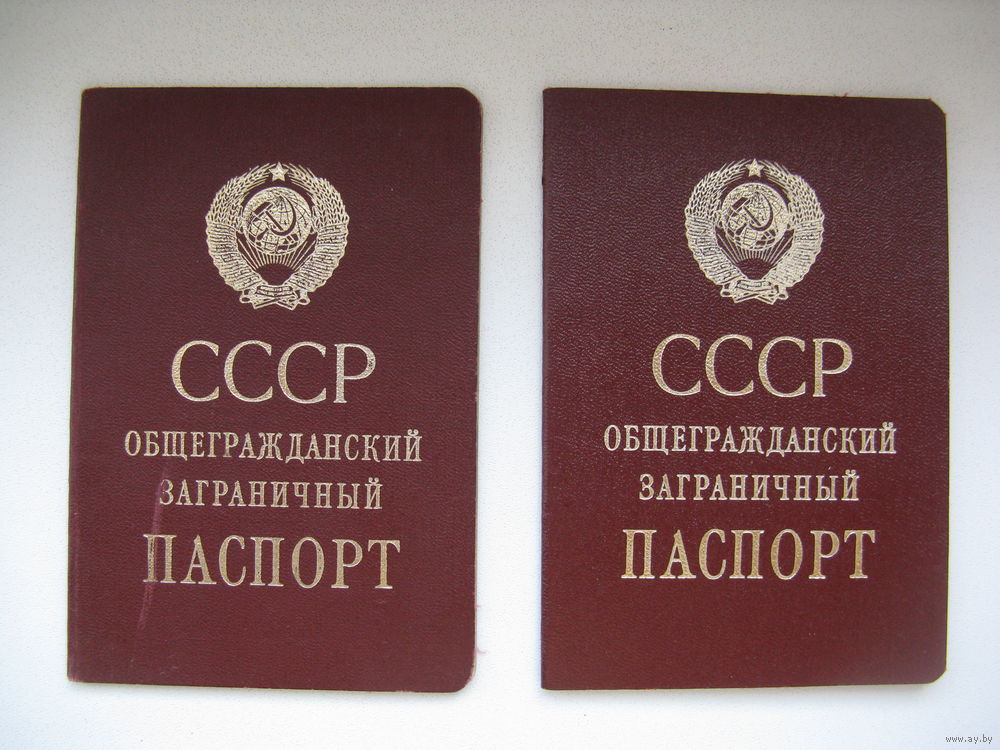 СССР
ОБЩЕГРАЖДАНСКИЙ
ЗАГРАНИЧНЫЙ
ПАСПОРТ
СССР
ОБЩЕГРАЖДАНСКИЙ
ЗАГРАНИЧНЫЙ
ПАСПОРТ
www.ay.by